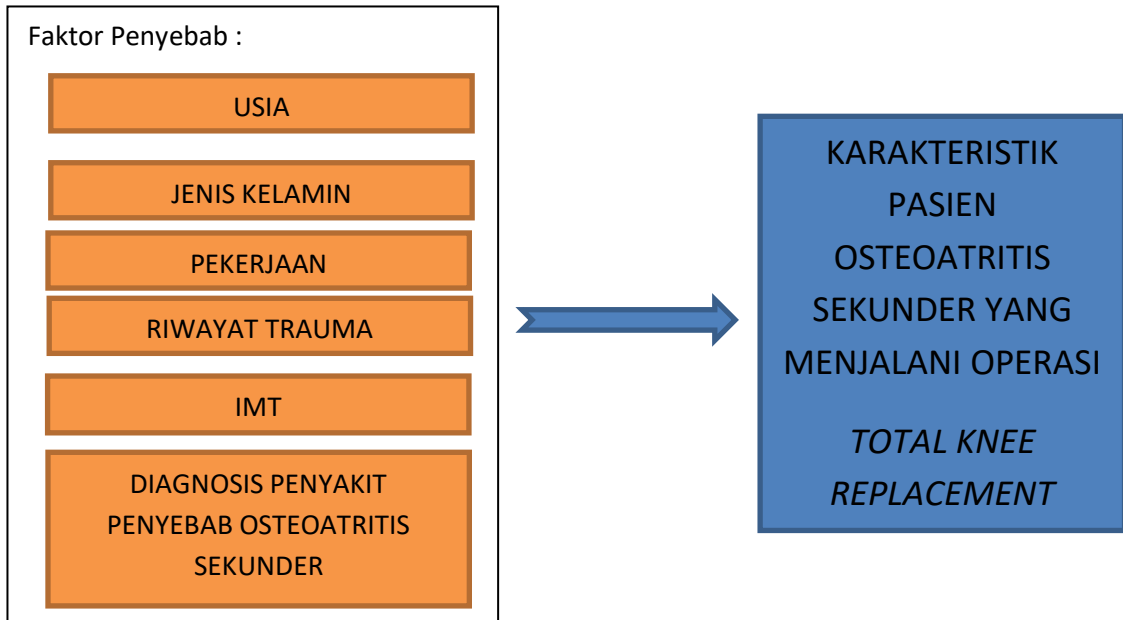 Faktor Penyebab :
USIA
JENIS KELAMIN
PEKERJAAN
RIWAYAT TRAUMA
IMT
DIAGNOSIS PENYAKIT
PENYEBAB OSTEOATRITIS
SEKUNDER
KARAKTERISTIK
PASIEN
OSTEOATRITIS
SEKUNDER YANG
MENJALANI OPERASI
TOTAL KNEE
REPLACEMENT